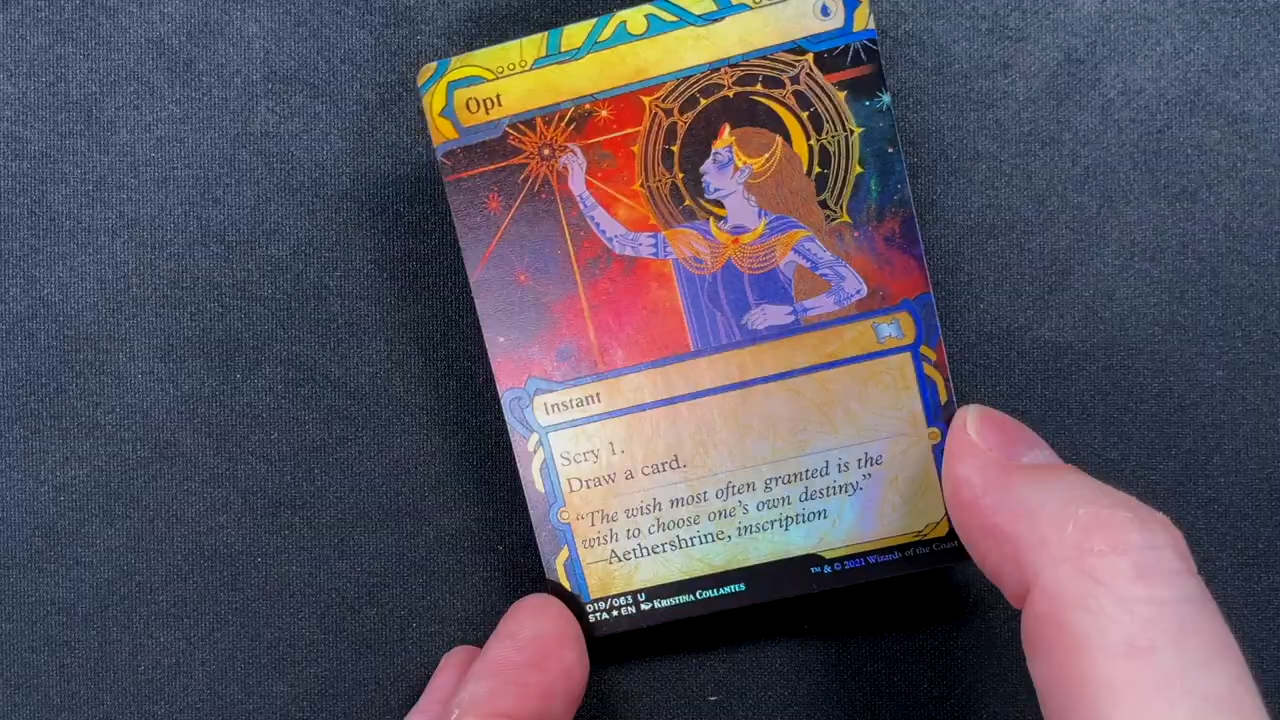 Opt
Instant
Scry 1.
Draw a card.
“The wish most often granted is the
wish to choose one’s own destiny.”
—Aethershrine, inscription
019/063 U
STA★EN KRISTINA COLLANTES
™ & © 2021 Wizards of the Coast